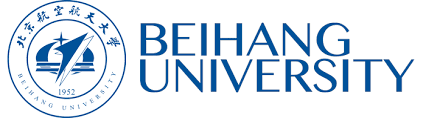 北京航空航天大学
1952
BEIHANG UNIVERSITY
BEIHANG
UNIVERSITY